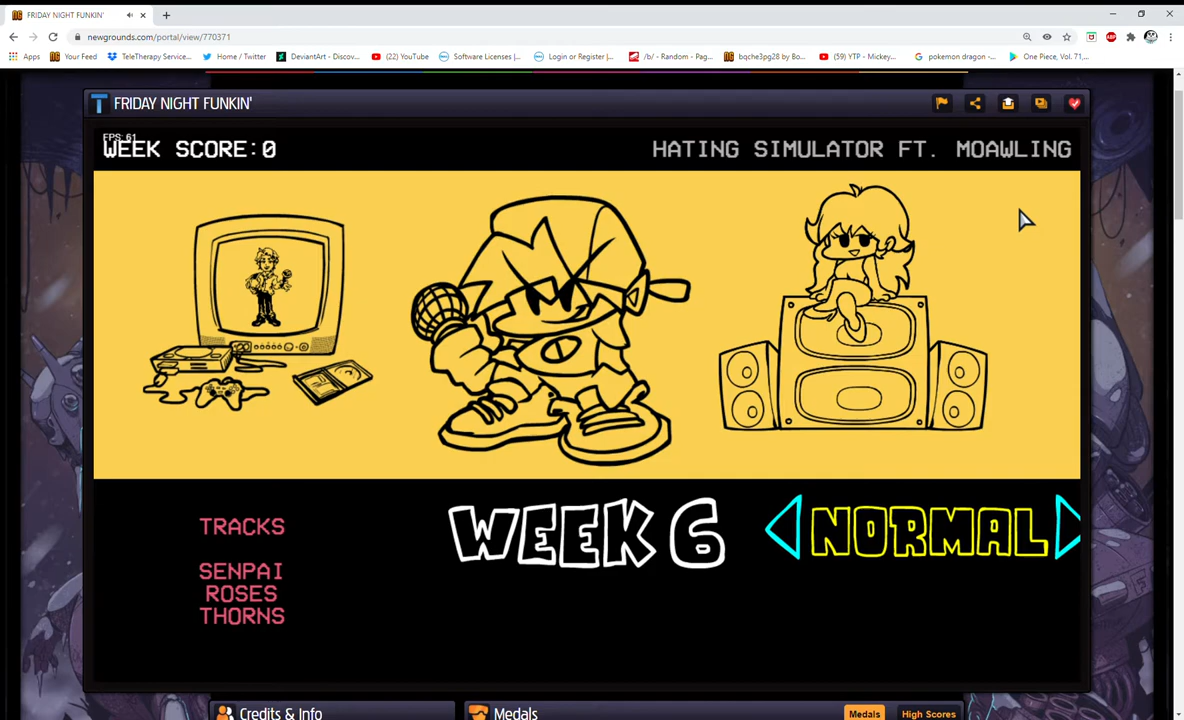 FRIDAY NIGHT FUNKIN'
newgrounds.com/portal/view/770371
Apps Your Feed TeleTherapy Service... Home / Twitter DeviantArt - Discov... (22) YouTube Software Licenses |... Login or Register |... /b/ - Random - Pag... bqche3pg28 by Bo... (59) YTP - Mickey... pokemon dragon -... One Piece, Vol. 71,...
FRIDAY NIGHT FUNKIN'
FPS: 61
WEEK SCORE:0 HATING SIMULATOR FT. MOAWLING
WEEK 6 NORMAL
TRACKS
SENPAI
ROSES
THORNS
Credits & Info Medals Medals High Scores